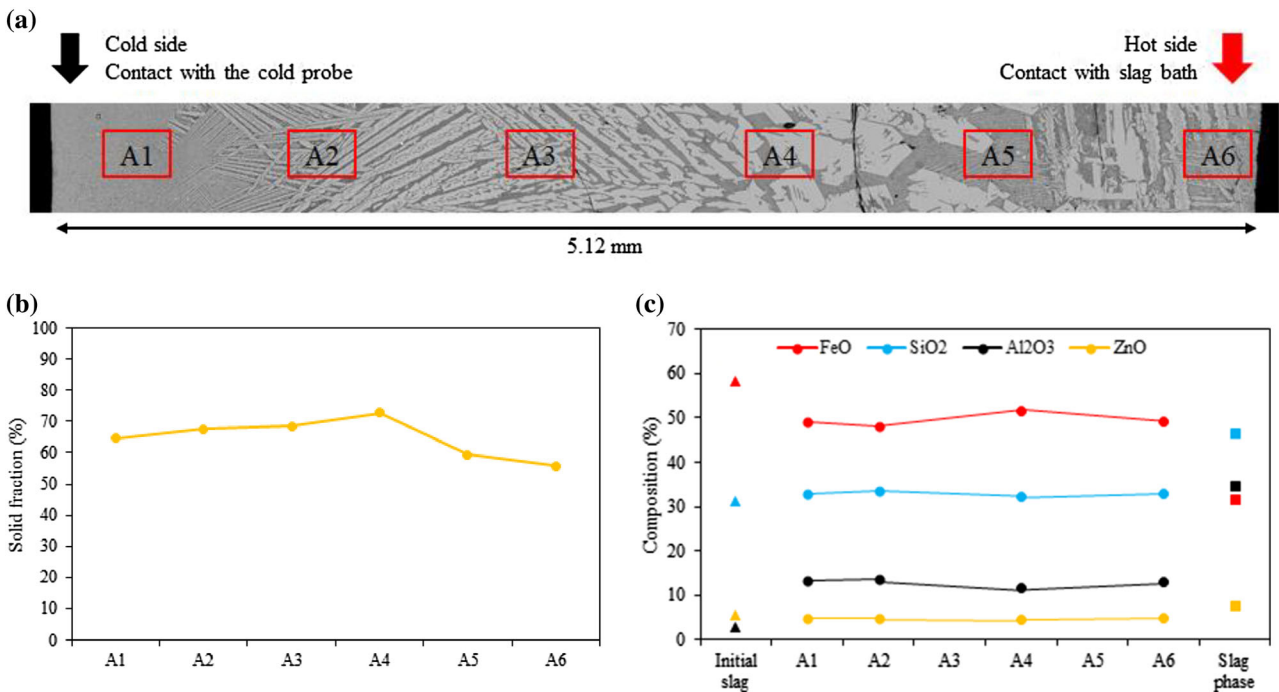 (a)
Cold side
Contact with the cold probe
Hot side
Contact with slag bath
A1
A2
A3
A4
A5
A6
5.12 mm
(b)
100
90
80
70
60
50
40
30
20
10
0
Solid fraction (%)
A1
A2
A3
A4
A5
A6
(c)
70
60
50
40
30
20
10
0
Composition (%)
FeO
SiO2
Al2O3
ZnO
Initial
slag
A1
A2
A3
A4
A5
A6
Slag
phase